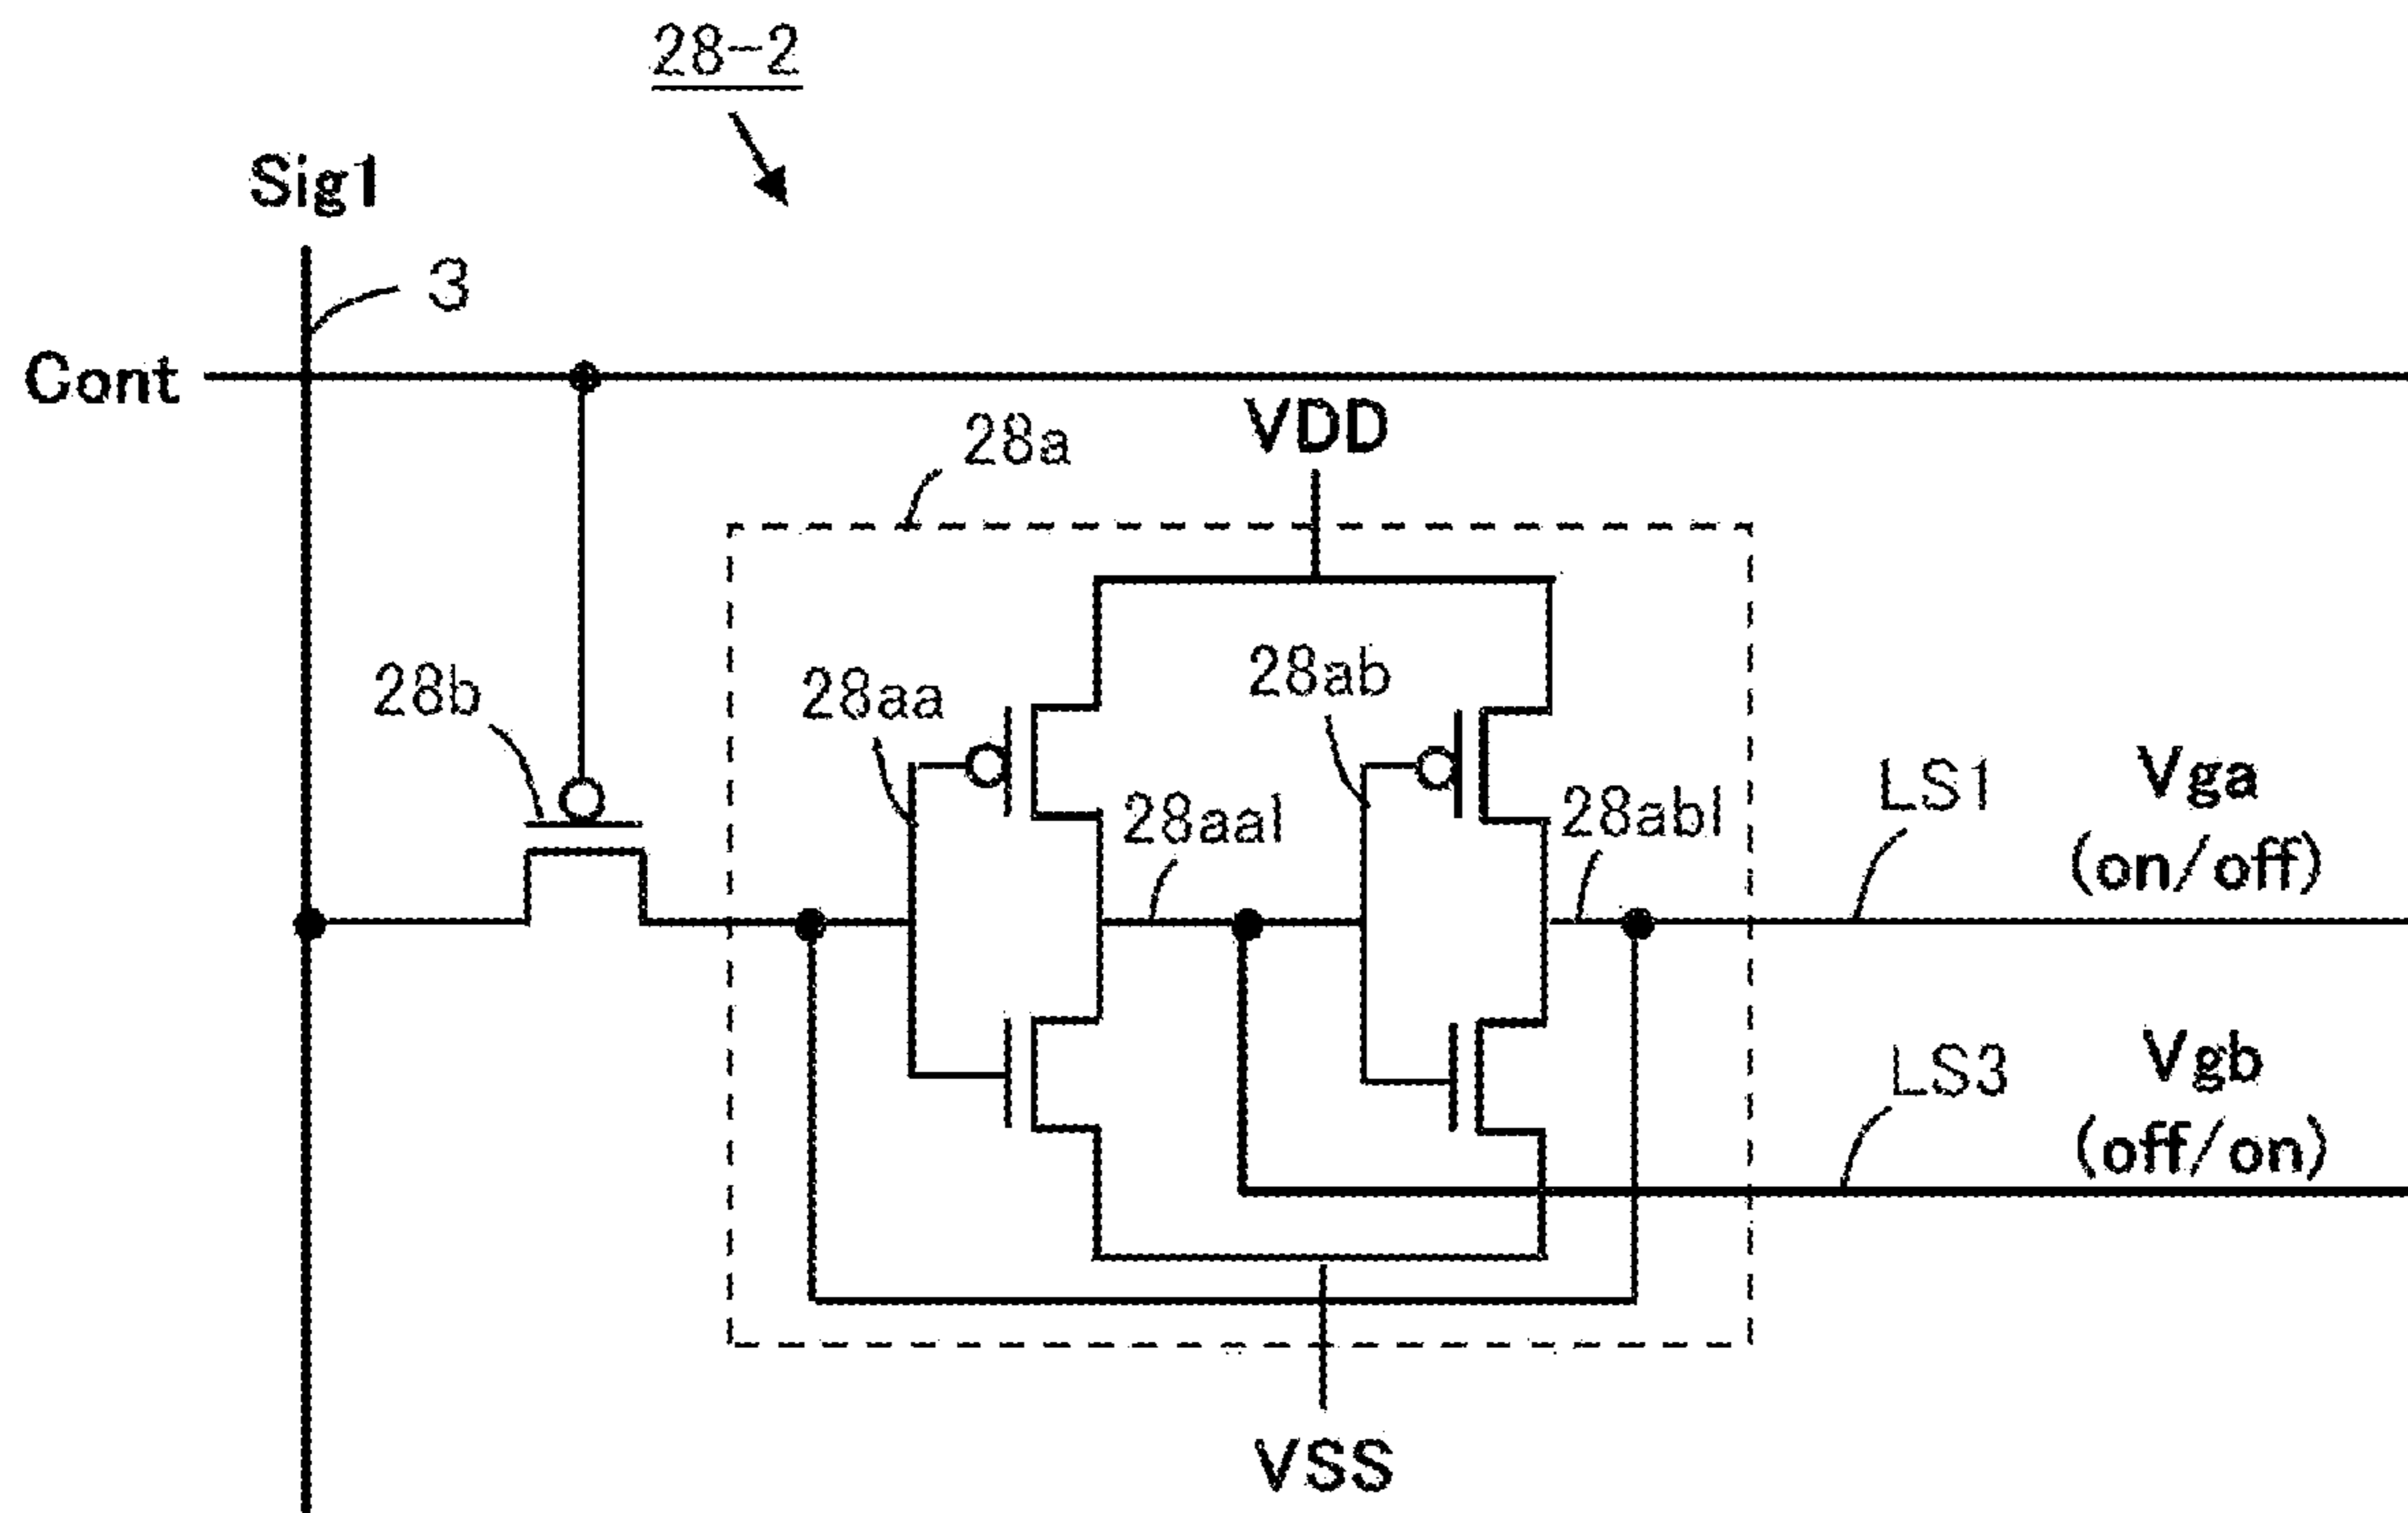 28-2
Sig1
3
Cont
VDD
28a
28b
28aa
28ab
28aal
28abl
LS1
Vga
(on/off)
LS3
Vgb
(off/on)
VSS